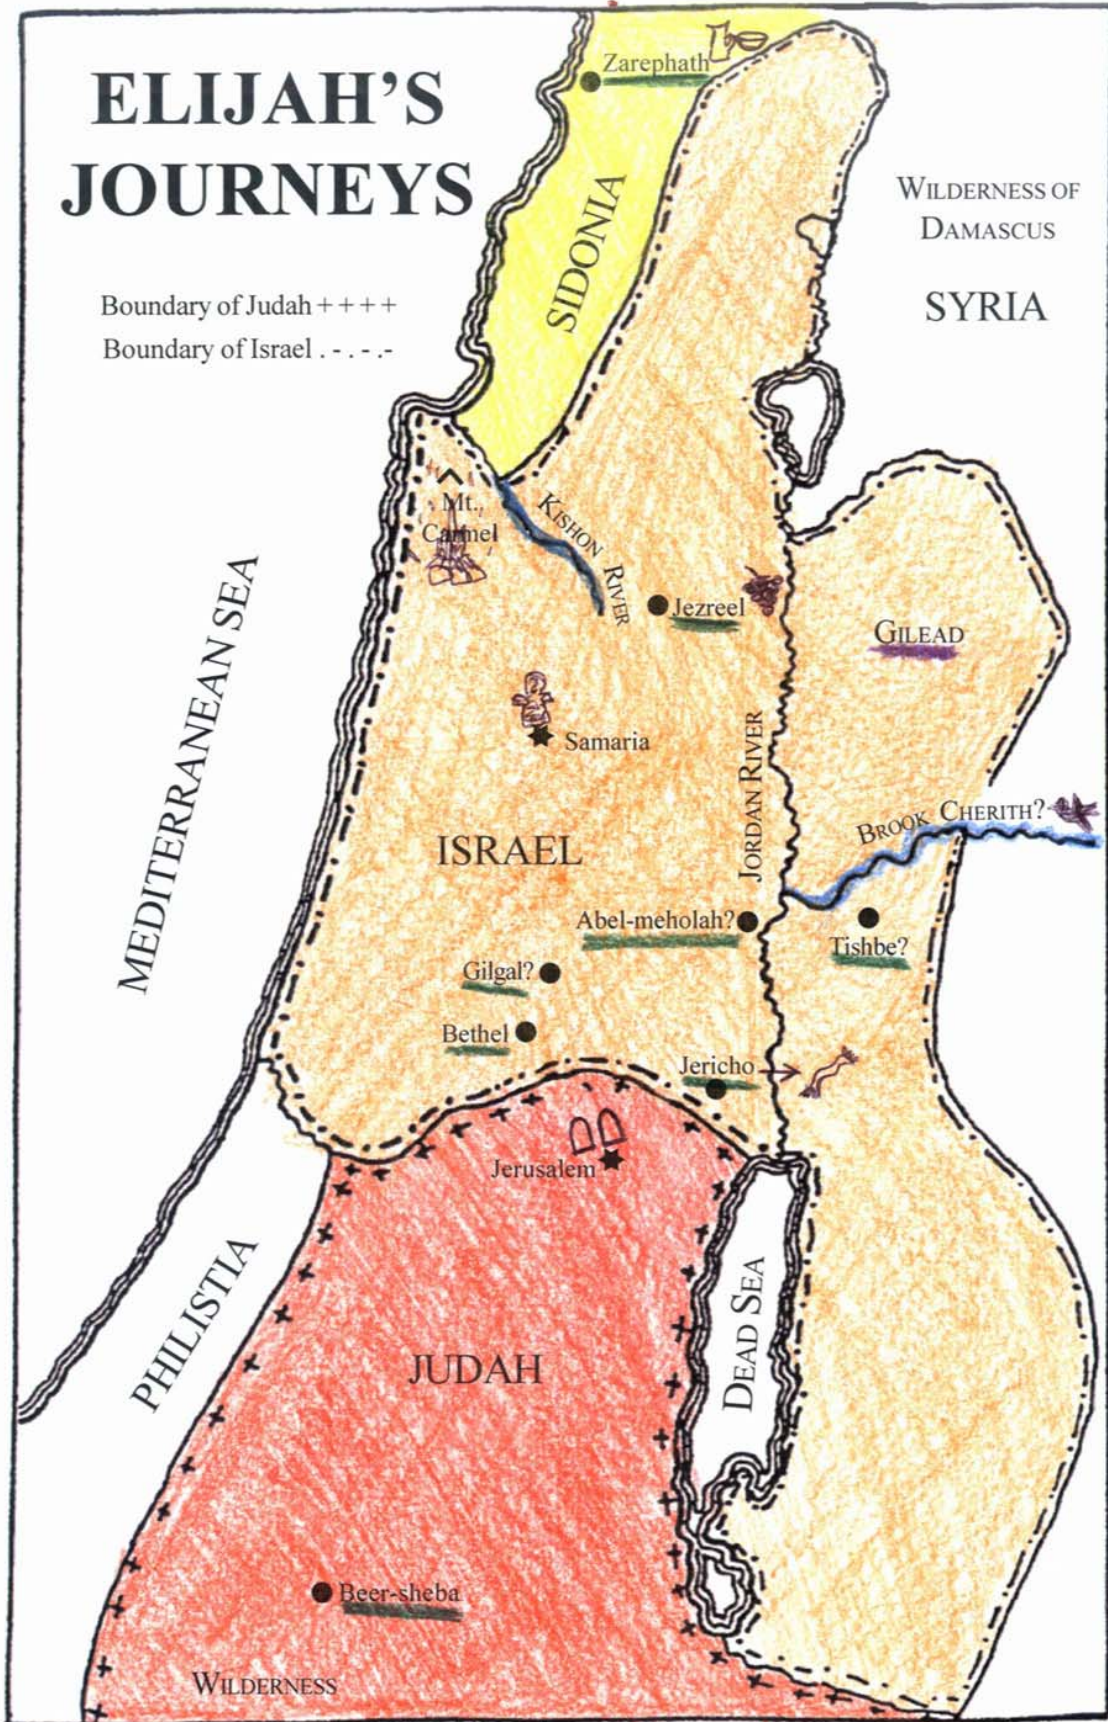 ELIJAH'S
JOURNEYS
Boundary of Judah + + + +
Boundary of Israel . - . - . -
Zarephath
SIDONIA
WILDERNESS OF
DAMASCUS
SYRIA
Mt.
Carmel
KISHON
RIVER
Jezreel
GILEAD
MEDITERRANEAN SEA
Samaria
JORDAN RIVER
BROOK CHERITH?
ISRAEL
Abel-meholah?
Tishbe?
Gilgal?
Bethel
Jericho
Jerusalem
PHILISTIA
DEAD SEA
JUDAH
Beer-sheba
WILDERNESS